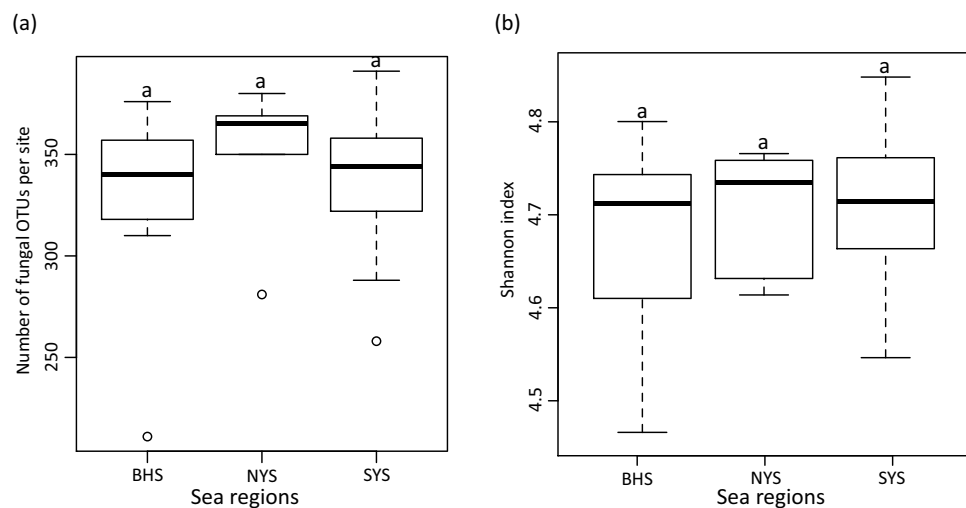 (a)
a
a
a
Number of fungal OTUs per site
350
300
250
BHS
NYS
SYS
Sea regions
(b)
a
a
a
Shannon index
4.8
4.7
4.6
4.5
BHS
NYS
SYS
Sea regions